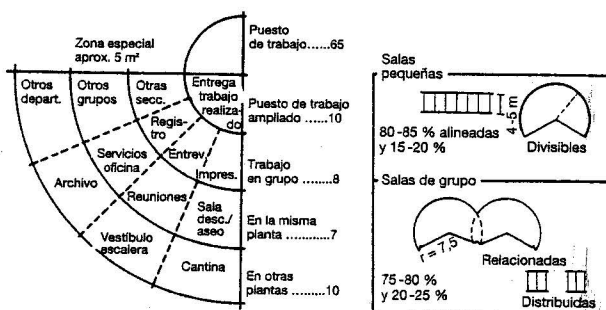 Zona especial
aprox. 5 m²
Puesto
de trabajo......65
Otros
depart.
Otros
grupos
Otras
secc.
Entrega
trabajo
realiza-
do
Puesto de trabajo
ampliado ......10
Regis-
tro
Entrev.
Impres.
Trabajo
en grupo ........8
Servicios
oficina
Archivo
Reuniones
Sala
desc./
aseo
En la misma
planta ............7
Vestíbulo
escalera
Cantina
En otras
plantas ..........10
Salas
pequeñas
4-5 m
80-85 % alineadas
y 15-20 %
Divisibles
Salas de grupo
r = 7,5
Relacionadas
75-80 %
y 20-25 %
Distribuidas